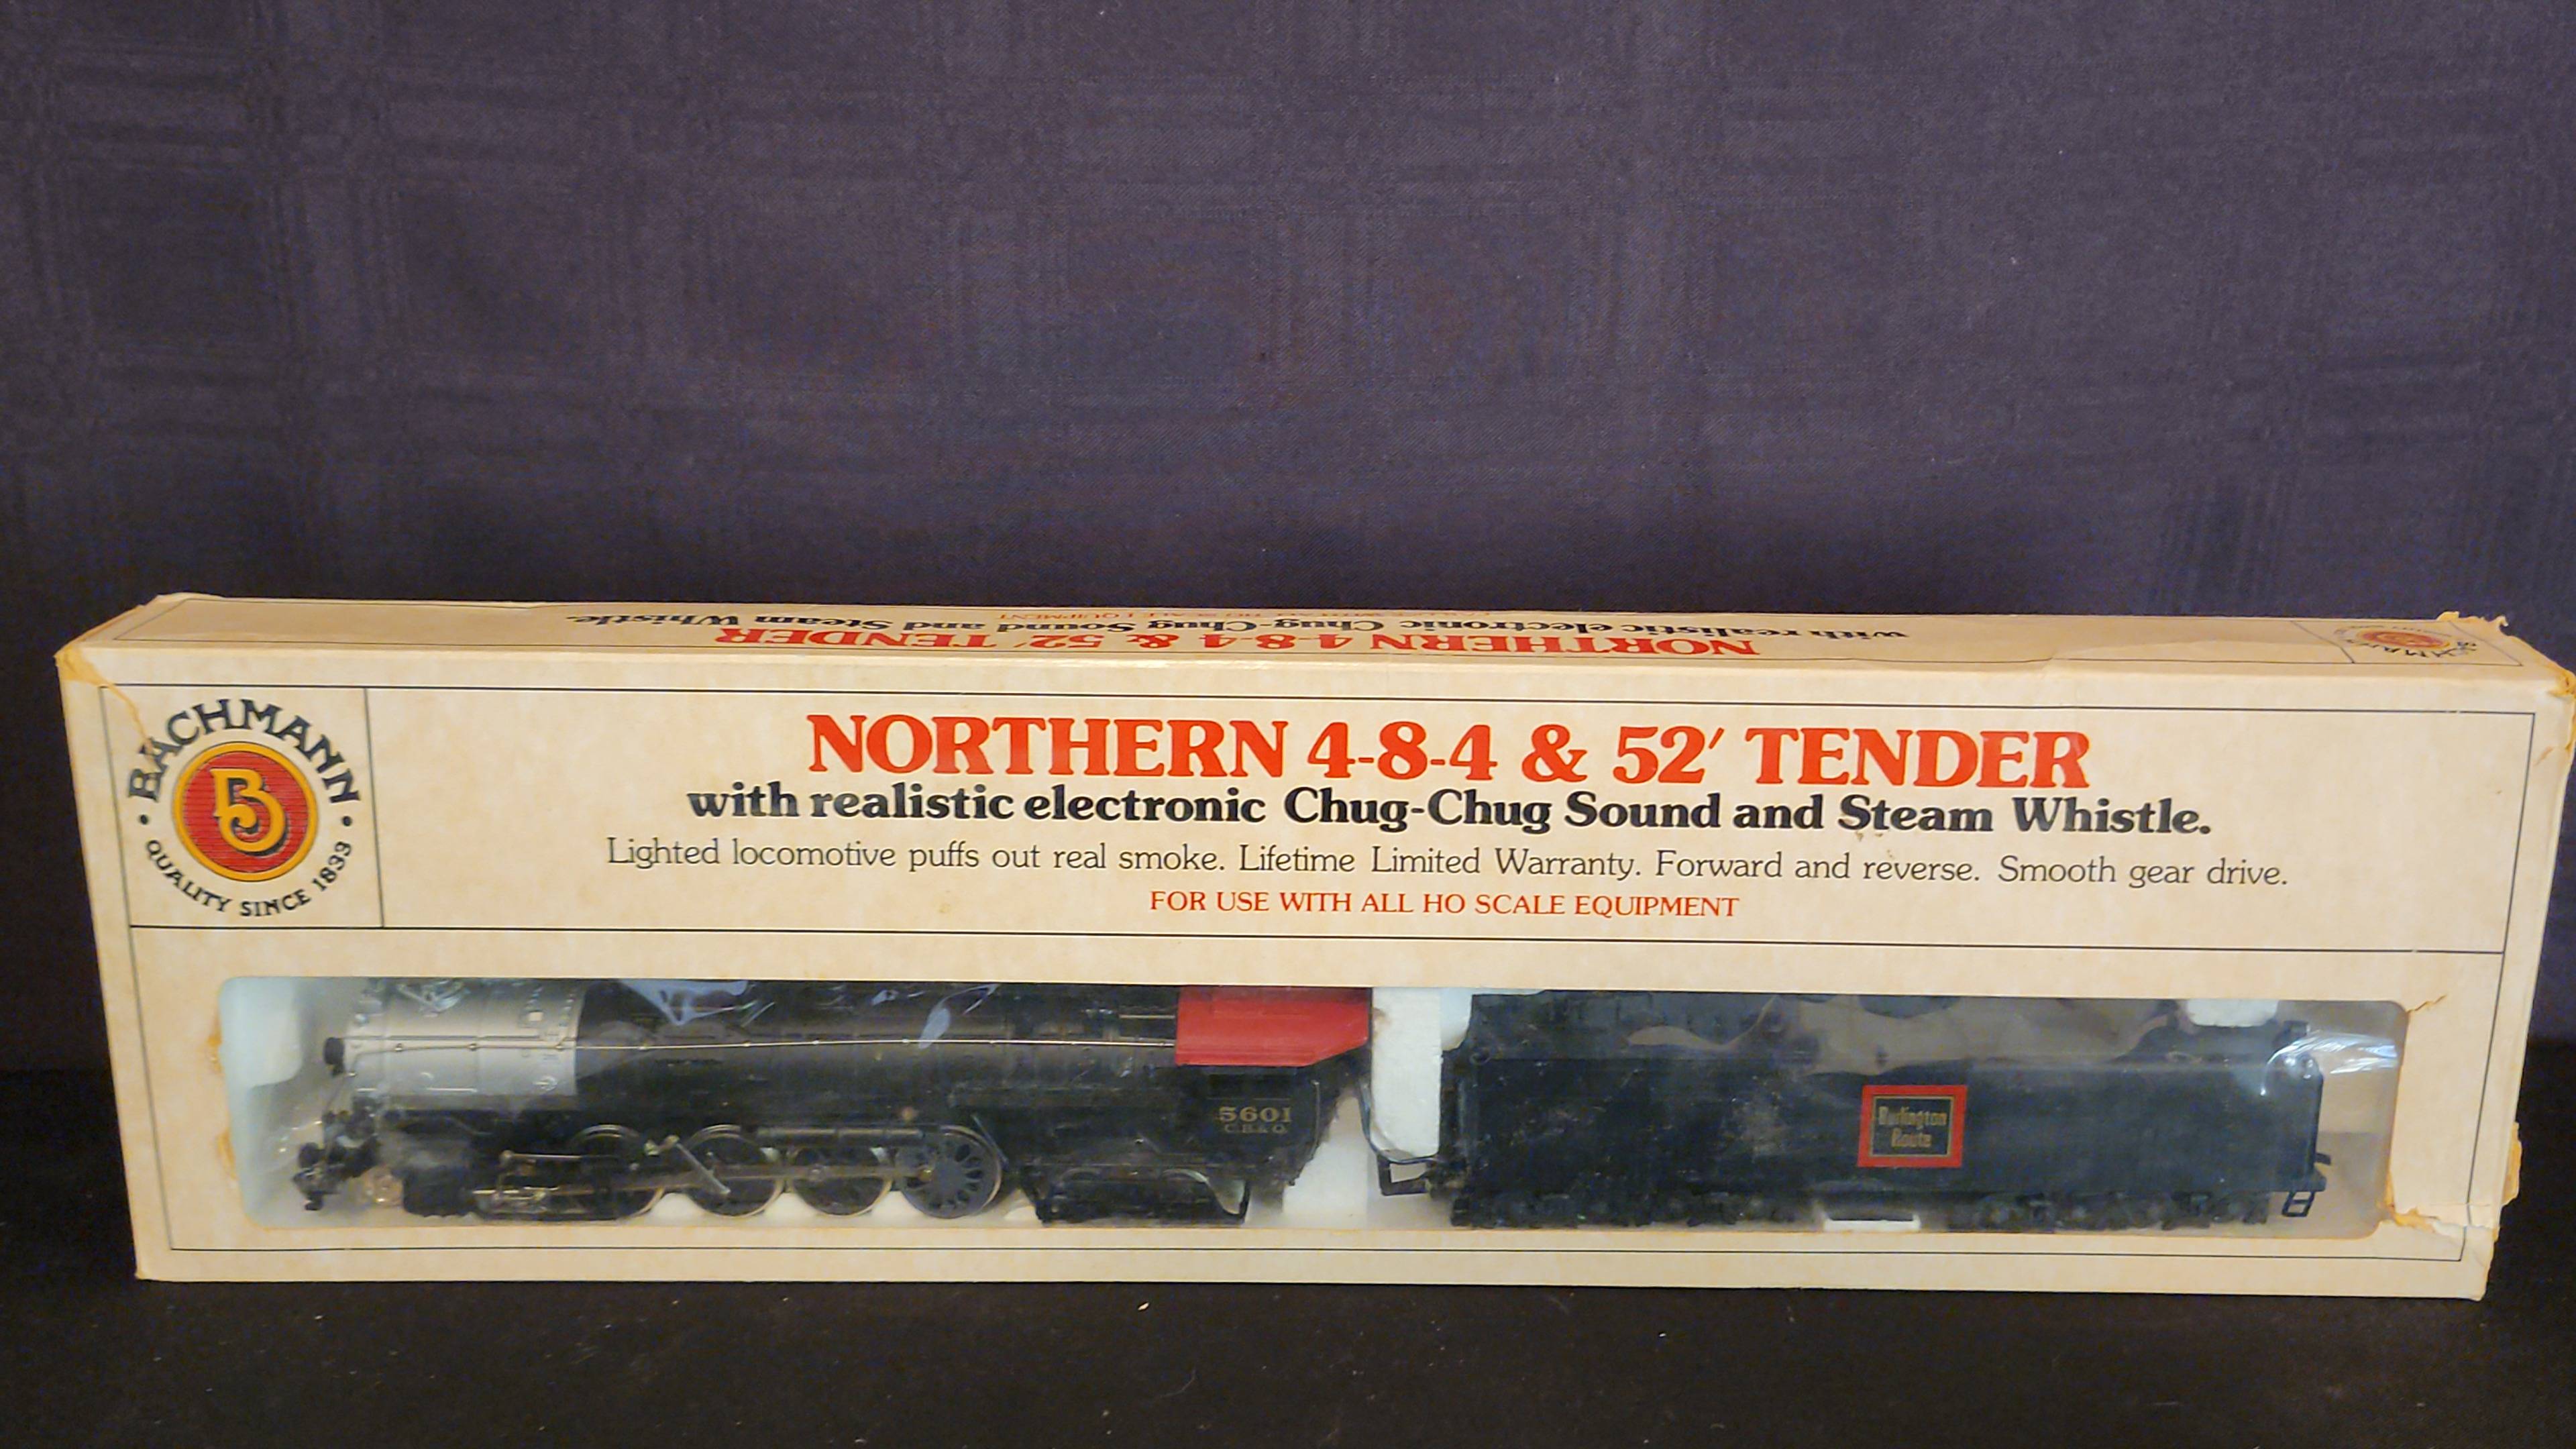 with realistic electronic Chug-Chug Sound and Steam Whistle.
NORTHERN 4-8-4 & 52' TENDER
BACHMANN
B
QUALITY SINCE 1833
NORTHERN 4-8-4 & 52' TENDER
with realistic electronic Chug-Chug Sound and Steam Whistle.
Lighted locomotive puffs out real smoke. Lifetime Limited Warranty. Forward and reverse. Smooth gear drive.
FOR USE WITH ALL HO SCALE EQUIPMENT
5601
C.B.& Q.
Burlington
Route